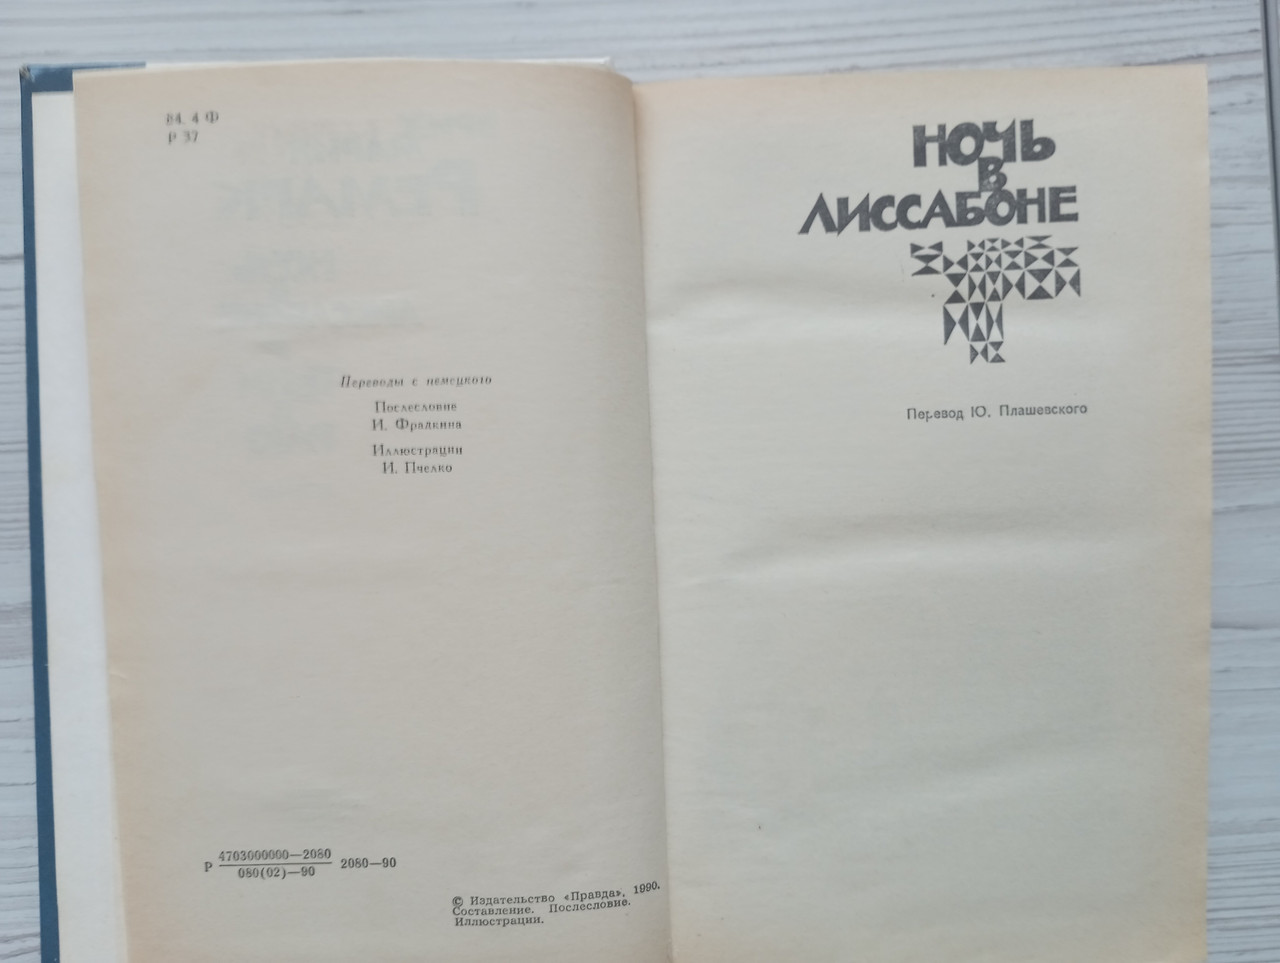 84. 4 Ф
Р 37
Переводы с немецкого
Послесловие
И. Фрадкина
Иллюстрации
И. Пчелко
Р 4703000000—2080 2080—90
080(02)—90
© Издательство «Правда», 1990.
Составление. Послесловие.
Иллюстрации.
НОЧЬ
В
ЛИССАБОНЕ
Перевод Ю. Плашевского